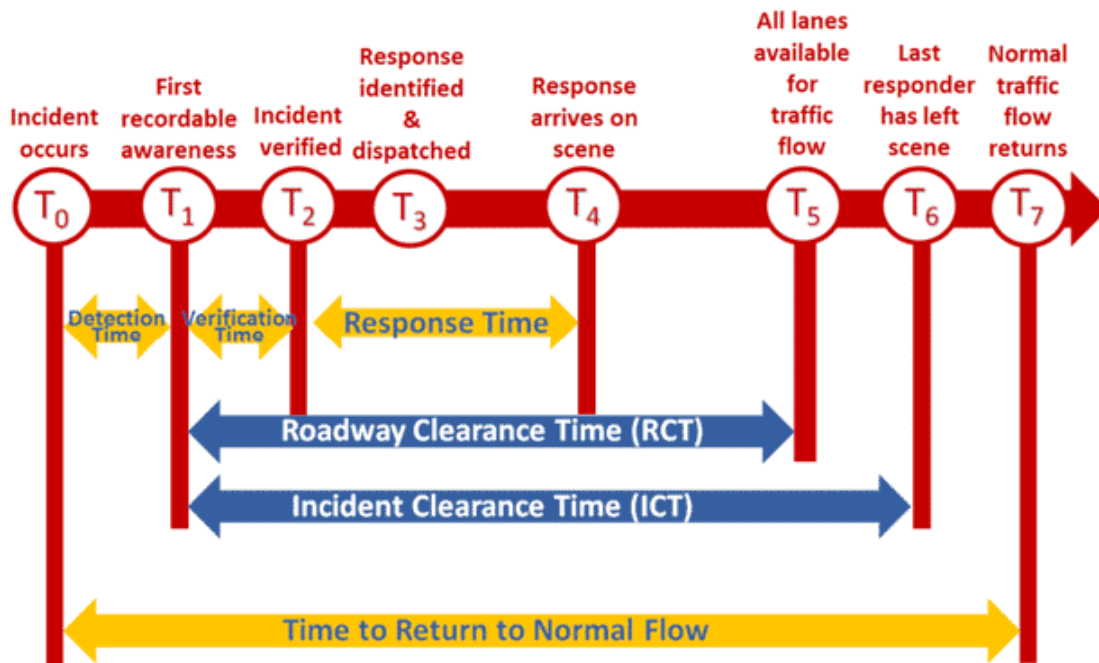 Incident
occurs
First
recordable
awareness
Incident
verified
Response
identified
&
dispatched
Response
arrives on
scene
All lanes
available
for
traffic
flow
Last
responder
has left
scene
Normal
traffic
flow
returns
T0
T1
T2
T3
T4
T5
T6
T7
Detection
Time
Verification
Time
Response Time
Roadway Clearance Time (RCT)
Incident Clearance Time (ICT)
Time to Return to Normal Flow